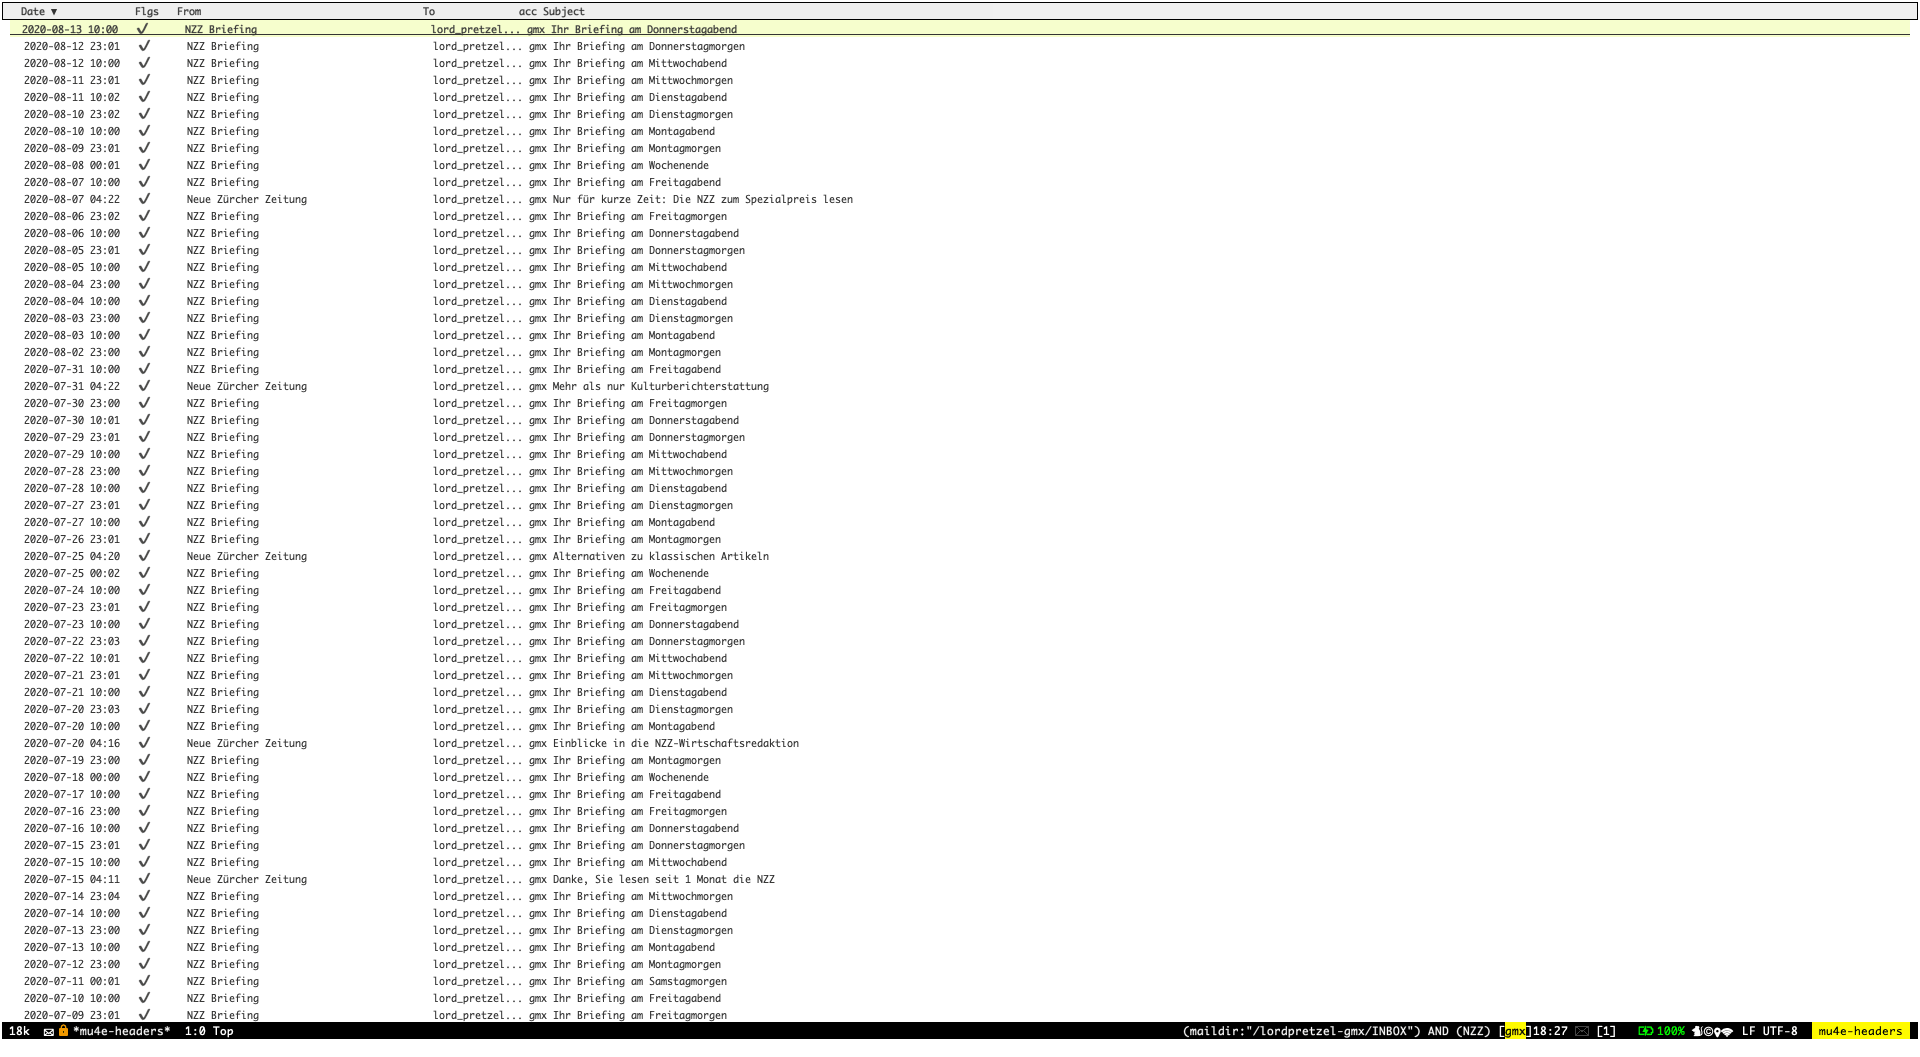 Date ▼ Flgs From To acc Subject
2020-08-13 10:00 ✓ NZZ Briefing lord_pretzel... gmx Ihr Briefing am Donnerstagabend
2020-08-12 23:01 ✓ NZZ Briefing lord_pretzel... gmx Ihr Briefing am Donnerstagmorgen
2020-08-12 10:00 ✓ NZZ Briefing lord_pretzel... gmx Ihr Briefing am Mittwochabend
2020-08-11 23:01 ✓ NZZ Briefing lord_pretzel... gmx Ihr Briefing am Mittwochmorgen
2020-08-11 10:02 ✓ NZZ Briefing lord_pretzel... gmx Ihr Briefing am Dienstagabend
2020-08-10 23:02 ✓ NZZ Briefing lord_pretzel... gmx Ihr Briefing am Dienstagmorgen
2020-08-10 10:00 ✓ NZZ Briefing lord_pretzel... gmx Ihr Briefing am Montagabend
2020-08-09 23:01 ✓ NZZ Briefing lord_pretzel... gmx Ihr Briefing am Montagmorgen
2020-08-08 00:01 ✓ NZZ Briefing lord_pretzel... gmx Ihr Briefing am Wochenende
2020-08-07 10:00 ✓ NZZ Briefing lord_pretzel... gmx Ihr Briefing am Freitagabend
2020-08-07 04:22 ✓ Neue Zürcher Zeitung lord_pretzel... gmx Nur für kurze Zeit: Die NZZ zum Spezialpreis lesen
2020-08-06 23:02 ✓ NZZ Briefing lord_pretzel... gmx Ihr Briefing am Freitagmorgen
2020-08-06 10:00 ✓ NZZ Briefing lord_pretzel... gmx Ihr Briefing am Donnerstagabend
2020-08-05 23:01 ✓ NZZ Briefing lord_pretzel... gmx Ihr Briefing am Donnerstagmorgen
2020-08-05 10:00 ✓ NZZ Briefing lord_pretzel... gmx Ihr Briefing am Mittwochabend
2020-08-04 23:00 ✓ NZZ Briefing lord_pretzel... gmx Ihr Briefing am Mittwochmorgen
2020-08-04 10:00 ✓ NZZ Briefing lord_pretzel... gmx Ihr Briefing am Dienstagabend
2020-08-03 23:00 ✓ NZZ Briefing lord_pretzel... gmx Ihr Briefing am Dienstagmorgen
2020-08-03 10:00 ✓ NZZ Briefing lord_pretzel... gmx Ihr Briefing am Montagabend
2020-08-02 23:00 ✓ NZZ Briefing lord_pretzel... gmx Ihr Briefing am Montagmorgen
2020-07-31 10:00 ✓ NZZ Briefing lord_pretzel... gmx Ihr Briefing am Freitagabend
2020-07-31 04:22 ✓ Neue Zürcher Zeitung lord_pretzel... gmx Mehr als nur Kulturberichterstattung
2020-07-30 23:00 ✓ NZZ Briefing lord_pretzel... gmx Ihr Briefing am Freitagmorgen
2020-07-30 10:01 ✓ NZZ Briefing lord_pretzel... gmx Ihr Briefing am Donnerstagabend
2020-07-29 23:01 ✓ NZZ Briefing lord_pretzel... gmx Ihr Briefing am Donnerstagmorgen
2020-07-29 10:00 ✓ NZZ Briefing lord_pretzel... gmx Ihr Briefing am Mittwochabend
2020-07-28 23:00 ✓ NZZ Briefing lord_pretzel... gmx Ihr Briefing am Mittwochmorgen
2020-07-28 10:00 ✓ NZZ Briefing lord_pretzel... gmx Ihr Briefing am Dienstagabend
2020-07-27 23:01 ✓ NZZ Briefing lord_pretzel... gmx Ihr Briefing am Dienstagmorgen
2020-07-27 10:00 ✓ NZZ Briefing lord_pretzel... gmx Ihr Briefing am Montagabend
2020-07-26 23:01 ✓ NZZ Briefing lord_pretzel... gmx Ihr Briefing am Montagmorgen
2020-07-25 04:20 ✓ Neue Zürcher Zeitung lord_pretzel... gmx Alternativen zu klassischen Artikeln
2020-07-25 00:02 ✓ NZZ Briefing lord_pretzel... gmx Ihr Briefing am Wochenende
2020-07-24 10:00 ✓ NZZ Briefing lord_pretzel... gmx Ihr Briefing am Freitagabend
2020-07-23 23:01 ✓ NZZ Briefing lord_pretzel... gmx Ihr Briefing am Freitagmorgen
2020-07-23 10:00 ✓ NZZ Briefing lord_pretzel... gmx Ihr Briefing am Donnerstagabend
2020-07-22 23:03 ✓ NZZ Briefing lord_pretzel... gmx Ihr Briefing am Donnerstagmorgen
2020-07-22 10:01 ✓ NZZ Briefing lord_pretzel... gmx Ihr Briefing am Mittwochabend
2020-07-21 23:01 ✓ NZZ Briefing lord_pretzel... gmx Ihr Briefing am Mittwochmorgen
2020-07-21 10:00 ✓ NZZ Briefing lord_pretzel... gmx Ihr Briefing am Dienstagabend
2020-07-20 23:03 ✓ NZZ Briefing lord_pretzel... gmx Ihr Briefing am Dienstagmorgen
2020-07-20 10:00 ✓ NZZ Briefing lord_pretzel... gmx Ihr Briefing am Montagabend
2020-07-20 04:16 ✓ Neue Zürcher Zeitung lord_pretzel... gmx Einblicke in die NZZ-Wirtschaftsredaktion
2020-07-19 23:00 ✓ NZZ Briefing lord_pretzel... gmx Ihr Briefing am Montagmorgen
2020-07-18 00:00 ✓ NZZ Briefing lord_pretzel... gmx Ihr Briefing am Wochenende
2020-07-17 10:00 ✓ NZZ Briefing lord_pretzel... gmx Ihr Briefing am Freitagabend
2020-07-16 23:00 ✓ NZZ Briefing lord_pretzel... gmx Ihr Briefing am Freitagmorgen
2020-07-16 10:00 ✓ NZZ Briefing lord_pretzel... gmx Ihr Briefing am Donnerstagabend
2020-07-15 23:01 ✓ NZZ Briefing lord_pretzel... gmx Ihr Briefing am Donnerstagmorgen
2020-07-15 10:00 ✓ NZZ Briefing lord_pretzel... gmx Ihr Briefing am Mittwochabend
2020-07-15 04:11 ✓ Neue Zürcher Zeitung lord_pretzel... gmx Danke, Sie lesen seit 1 Monat die NZZ
2020-07-14 23:04 ✓ NZZ Briefing lord_pretzel... gmx Ihr Briefing am Mittwochmorgen
2020-07-14 10:00 ✓ NZZ Briefing lord_pretzel... gmx Ihr Briefing am Dienstagabend
2020-07-13 23:00 ✓ NZZ Briefing lord_pretzel... gmx Ihr Briefing am Dienstagmorgen
2020-07-13 10:00 ✓ NZZ Briefing lord_pretzel... gmx Ihr Briefing am Montagabend
2020-07-12 23:00 ✓ NZZ Briefing lord_pretzel... gmx Ihr Briefing am Montagmorgen
2020-07-11 00:01 ✓ NZZ Briefing lord_pretzel... gmx Ihr Briefing am Samstagmorgen
2020-07-10 10:00 ✓ NZZ Briefing lord_pretzel... gmx Ihr Briefing am Freitagabend
2020-07-09 23:01 ✓ NZZ Briefing lord_pretzel... gmx Ihr Briefing am Freitagmorgen
18k *mu4e-headers* 1:0 Top (maildir:"/lordpretzel-gmx/INBOX") AND (NZZ) [gmx]18:27 [1] 100% LF UTF-8 mu4e-headers